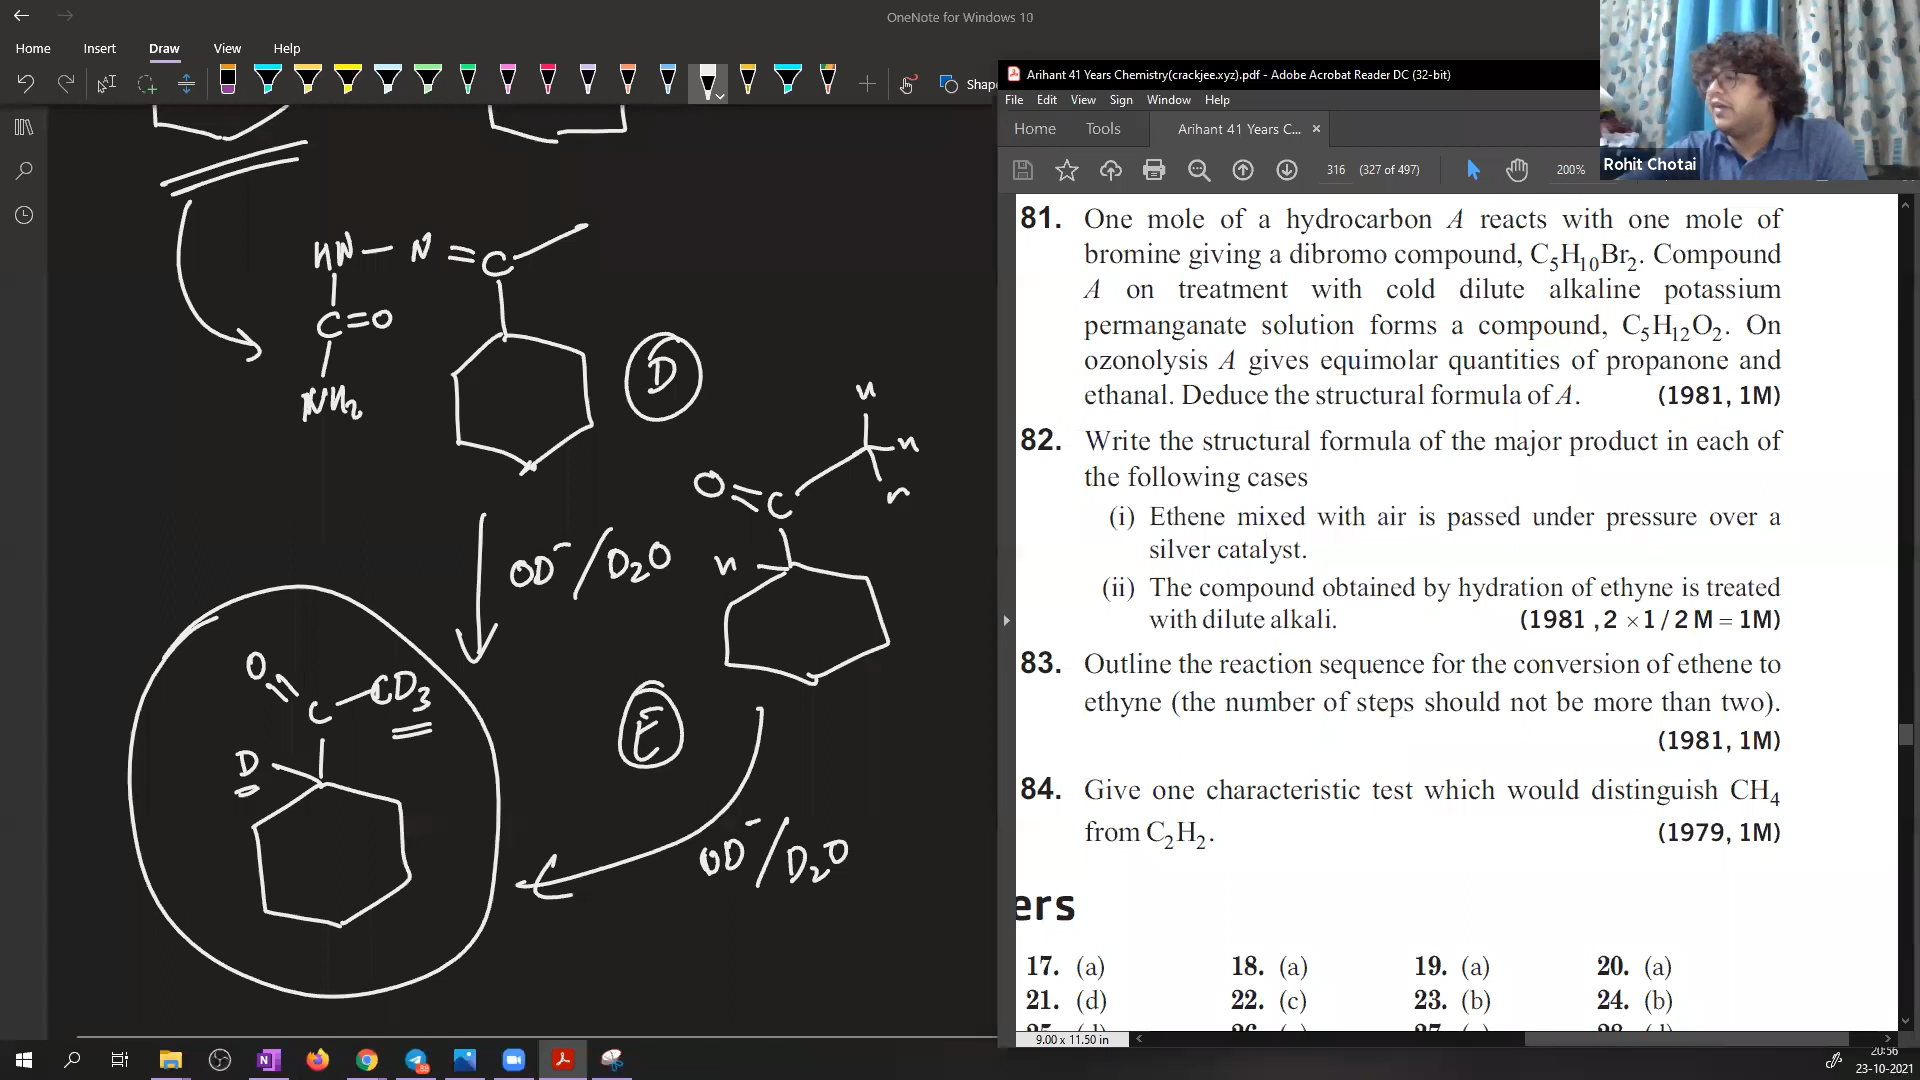 OneNote for Windows 10
Home Insert Draw View Help
Shape
HN — N = C
C=O
NH₂
D
H
H
H
O=C
H
OD⁻/D₂O
O
C
CD₃
D
E
OD⁻/D₂O
Rohit Chotai
Arihant 41 Years Chemistry(crackjee.xyz).pdf - Adobe Acrobat Reader DC (32-bit)
File Edit View Sign Window Help
Home Tools Arihant 41 Years C... ×
316 (327 of 497) 200%
81. One mole of a hydrocarbon A reacts with one mole of
bromine giving a dibromo compound, C₅H₁₀Br₂. Compound
A on treatment with cold dilute alkaline potassium
permanganate solution forms a compound, C₅H₁₂O₂. On
ozonolysis A gives equimolar quantities of propanone and
ethanal. Deduce the structural formula of A. (1981, 1M)
82. Write the structural formula of the major product in each of
the following cases
(i) Ethene mixed with air is passed under pressure over a
silver catalyst.
(ii) The compound obtained by hydration of ethyne is treated
with dilute alkali. (1981 ,2 ×1 / 2 M = 1M)
83. Outline the reaction sequence for the conversion of ethene to
ethyne (the number of steps should not be more than two).
(1981, 1M)
84. Give one characteristic test which would distinguish CH₄
from C₂H₂. (1979, 1M)
ers
17. (a) 18. (a) 19. (a) 20. (a)
21. (d) 22. (c) 23. (b) 24. (b)
9.00 x 11.50 in
20:56
23-10-2021